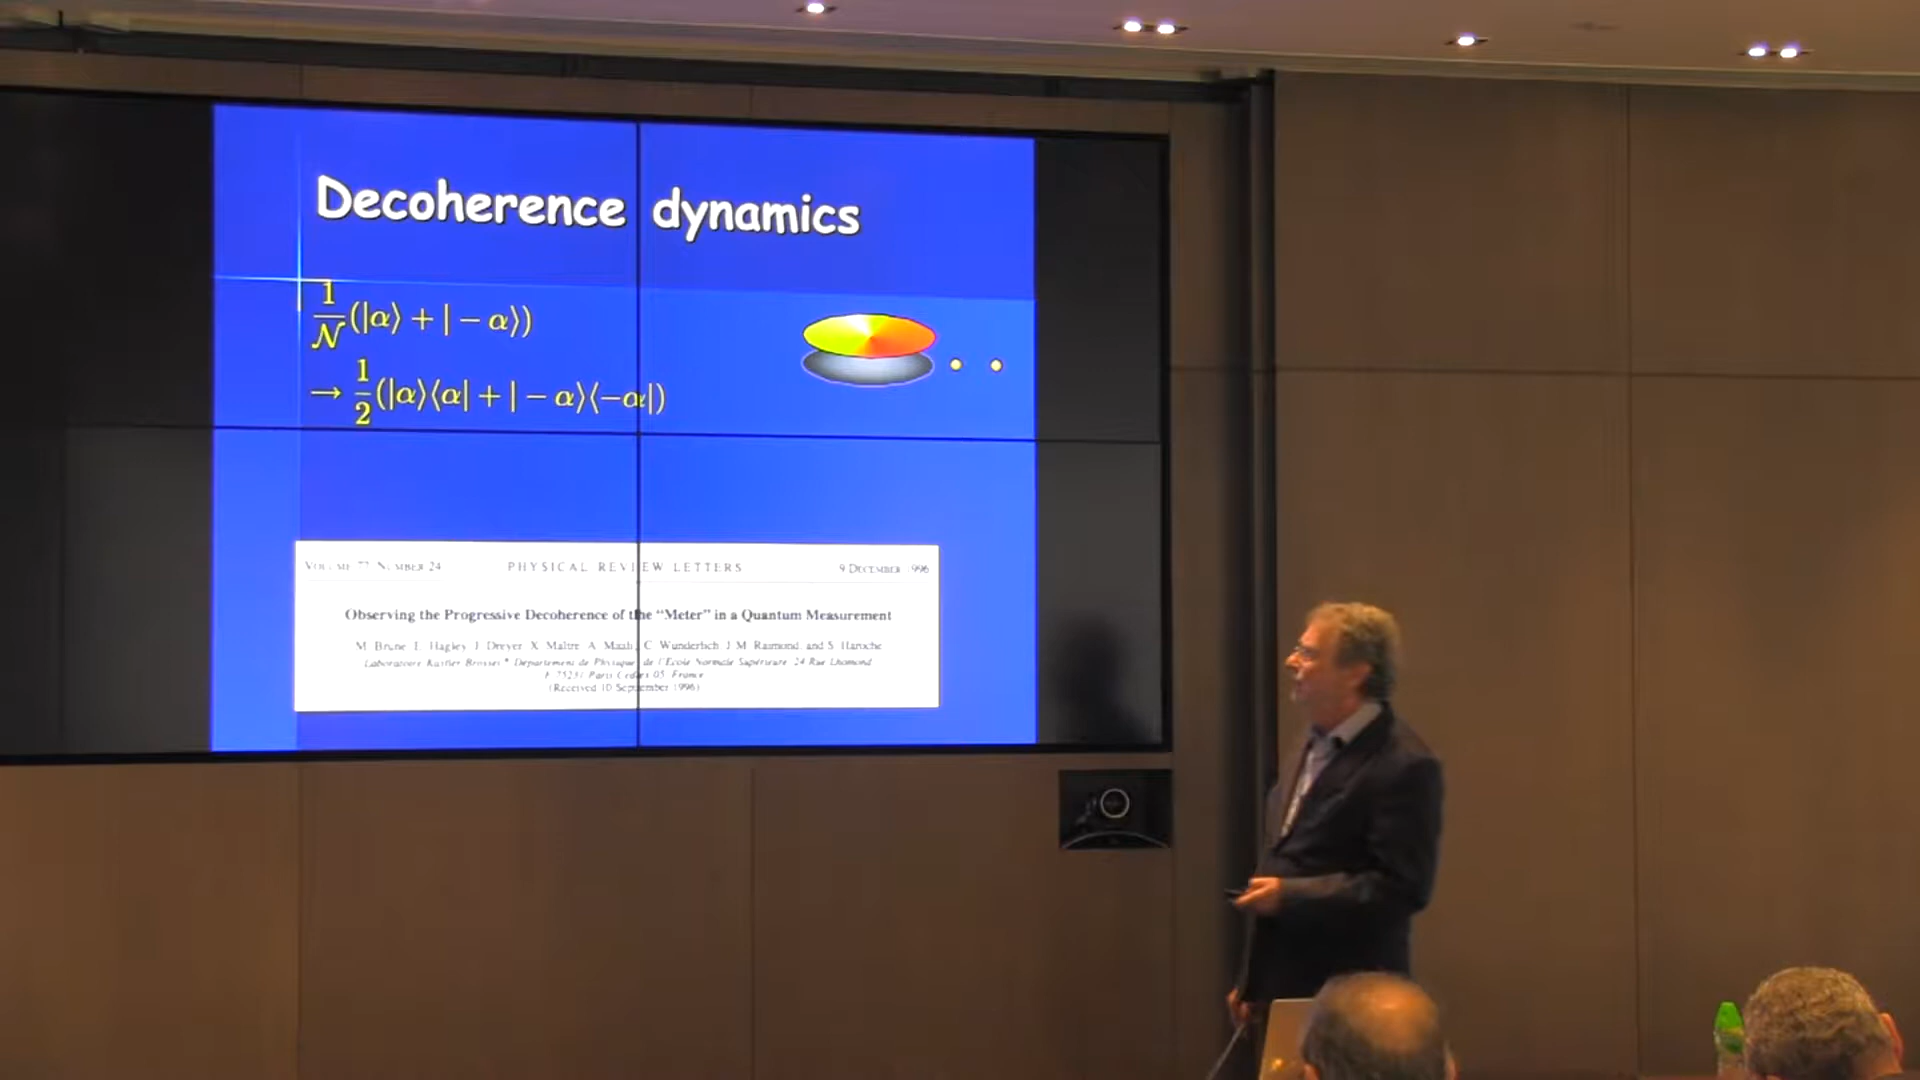 Decoherence dynamics
1/𝒩 (|α⟩ + |−α⟩)
→ 1/2 (|α⟩⟨α| + |−α⟩⟨−α|)
VOLUME 77 NUMBER 24 PHYSICAL REVIEW LETTERS 9 DECEMBER 1996
Observing the Progressive Decoherence of the “Meter” in a Quantum Measurement
M. Brune, E. Hagley, J. Dreyer, X. Maître, A. Maali, C. Wunderlich, J. M. Raimond, and S. Haroche
Laboratoire Kastler Brossel,* Département de Physique de l’Ecole Normale Supérieure, 24 Rue Lhomond,
F-75231 Paris Cedex 05, France
(Received 10 September 1996)